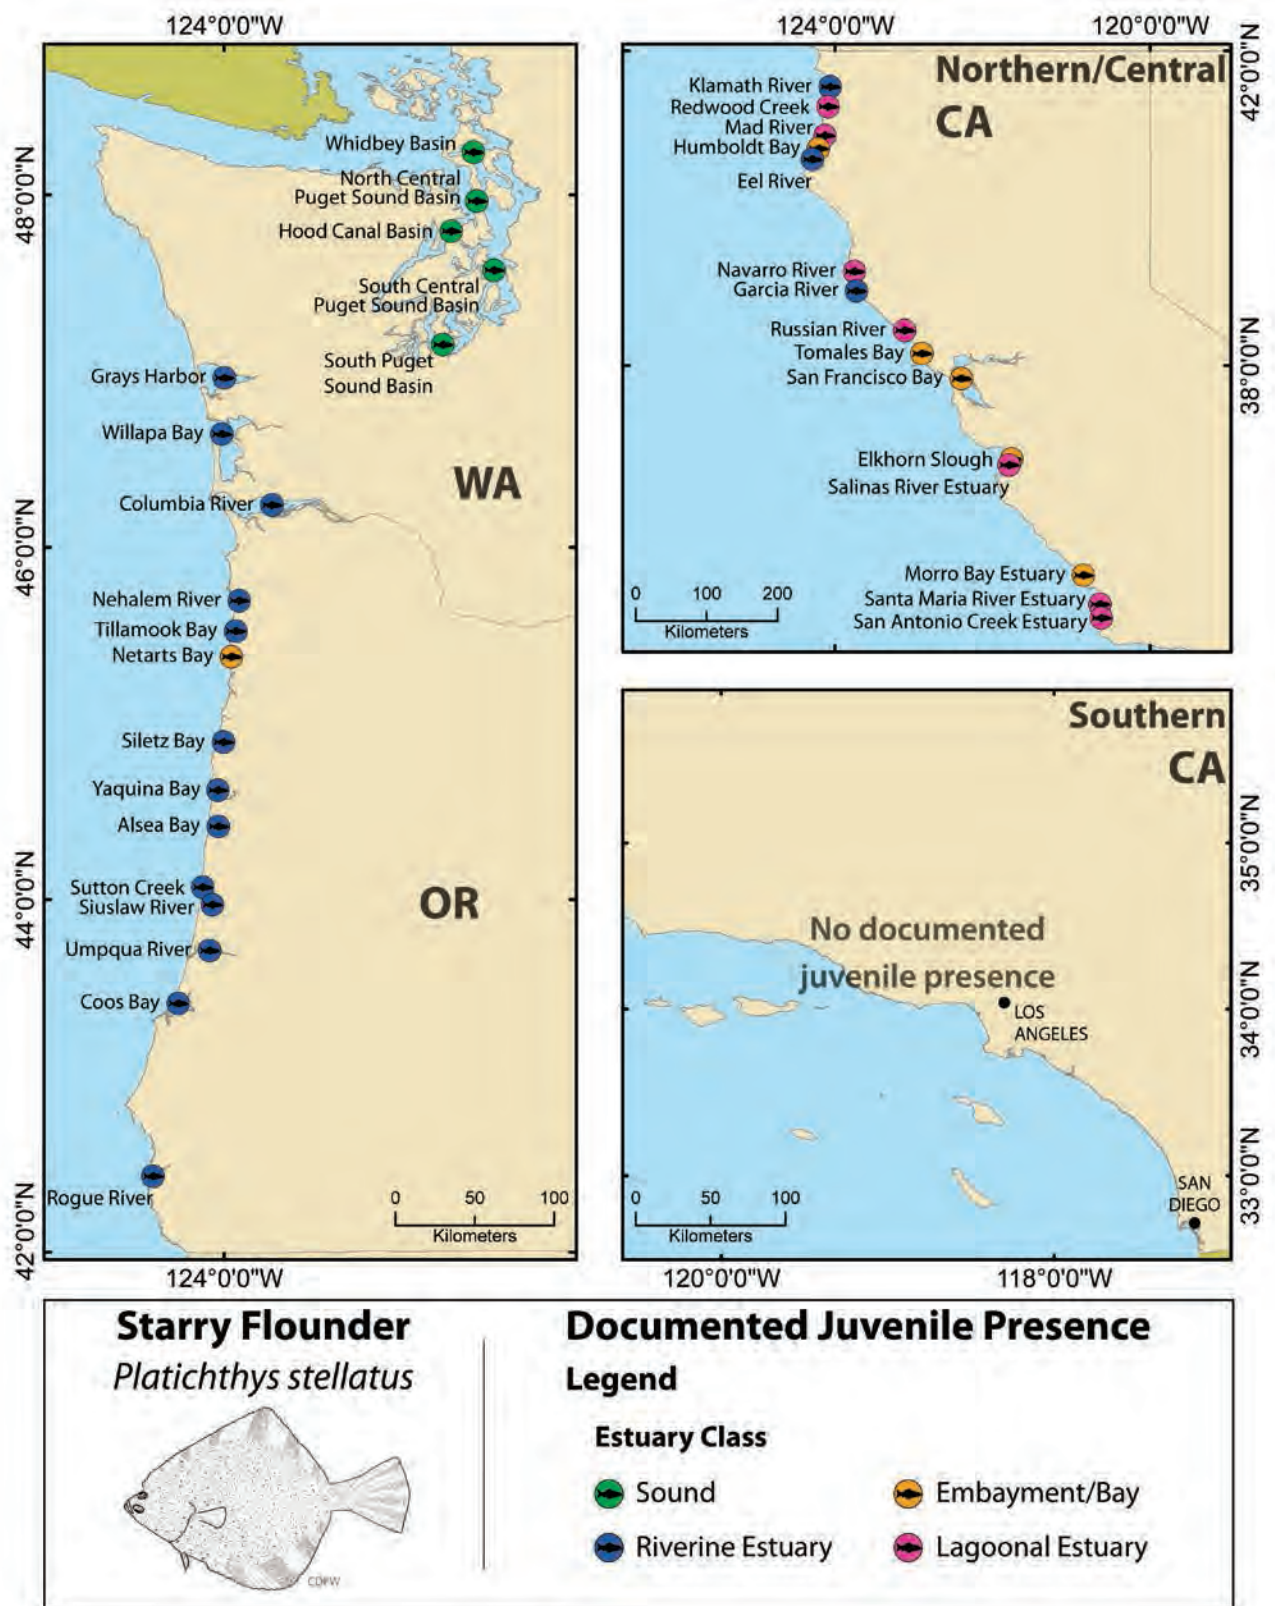 124°0'0"W
48°0'0"N
46°0'0"N
44°0'0"N
42°0'0"N
Whidbey Basin
North Central
Puget Sound Basin
Hood Canal Basin
South Central
Puget Sound Basin
South Puget
Sound Basin
Grays Harbor
Willapa Bay
Columbia River
WA
Nehalem River
Tillamook Bay
Netarts Bay
Siletz Bay
Yaquina Bay
Alsea Bay
Sutton Creek
Siuslaw River
OR
Umpqua River
Coos Bay
Rogue River
0 50 100
Kilometers
124°0'0"W
124°0'0"W 120°0'0"W
Northern/Central
CA
42°0'0"N
38°0'0"N
Klamath River
Redwood Creek
Mad River
Humboldt Bay
Eel River
Navarro River
Garcia River
Russian River
Tomales Bay
San Francisco Bay
Elkhorn Slough
Salinas River Estuary
Morro Bay Estuary
Santa Maria River Estuary
San Antonio Creek Estuary
0 100 200
Kilometers
Southern
CA
35°0'0"N
34°0'0"N
33°0'0"N
No documented
juvenile presence
LOS
ANGELES
SAN
DIEGO
0 50 100
Kilometers
120°0'0"W 118°0'0"W
Starry Flounder
Platichthys stellatus
CDFW
Documented Juvenile Presence
Legend
Estuary Class
Sound
Embayment/Bay
Riverine Estuary
Lagoonal Estuary